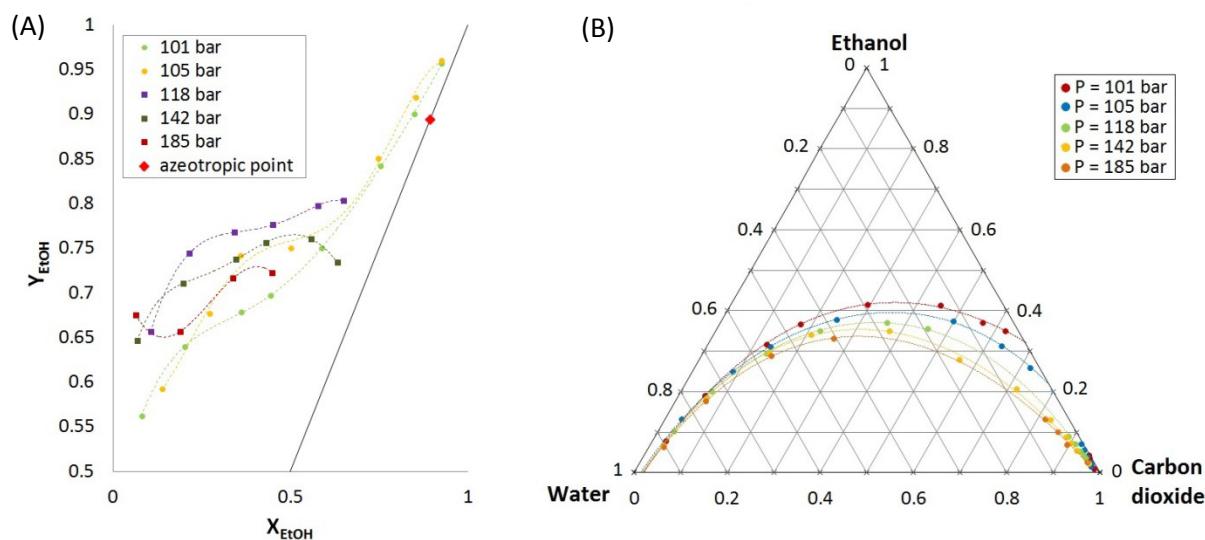 (A)
1
0.95
0.9
0.85
0.8
0.75
0.7
0.65
0.6
0.55
0.5
Y_EtOH
101 bar
105 bar
118 bar
142 bar
185 bar
azeotropic point
0 0.5 1
X_EtOH
(B)
Ethanol
0 1
0.2 0.8
0.4 0.6
0.6 0.4
0.8 0.2
1 0
Water
Carbon
dioxide
0 0.2 0.4 0.6 0.8 1
P = 101 bar
P = 105 bar
P = 118 bar
P = 142 bar
P = 185 bar